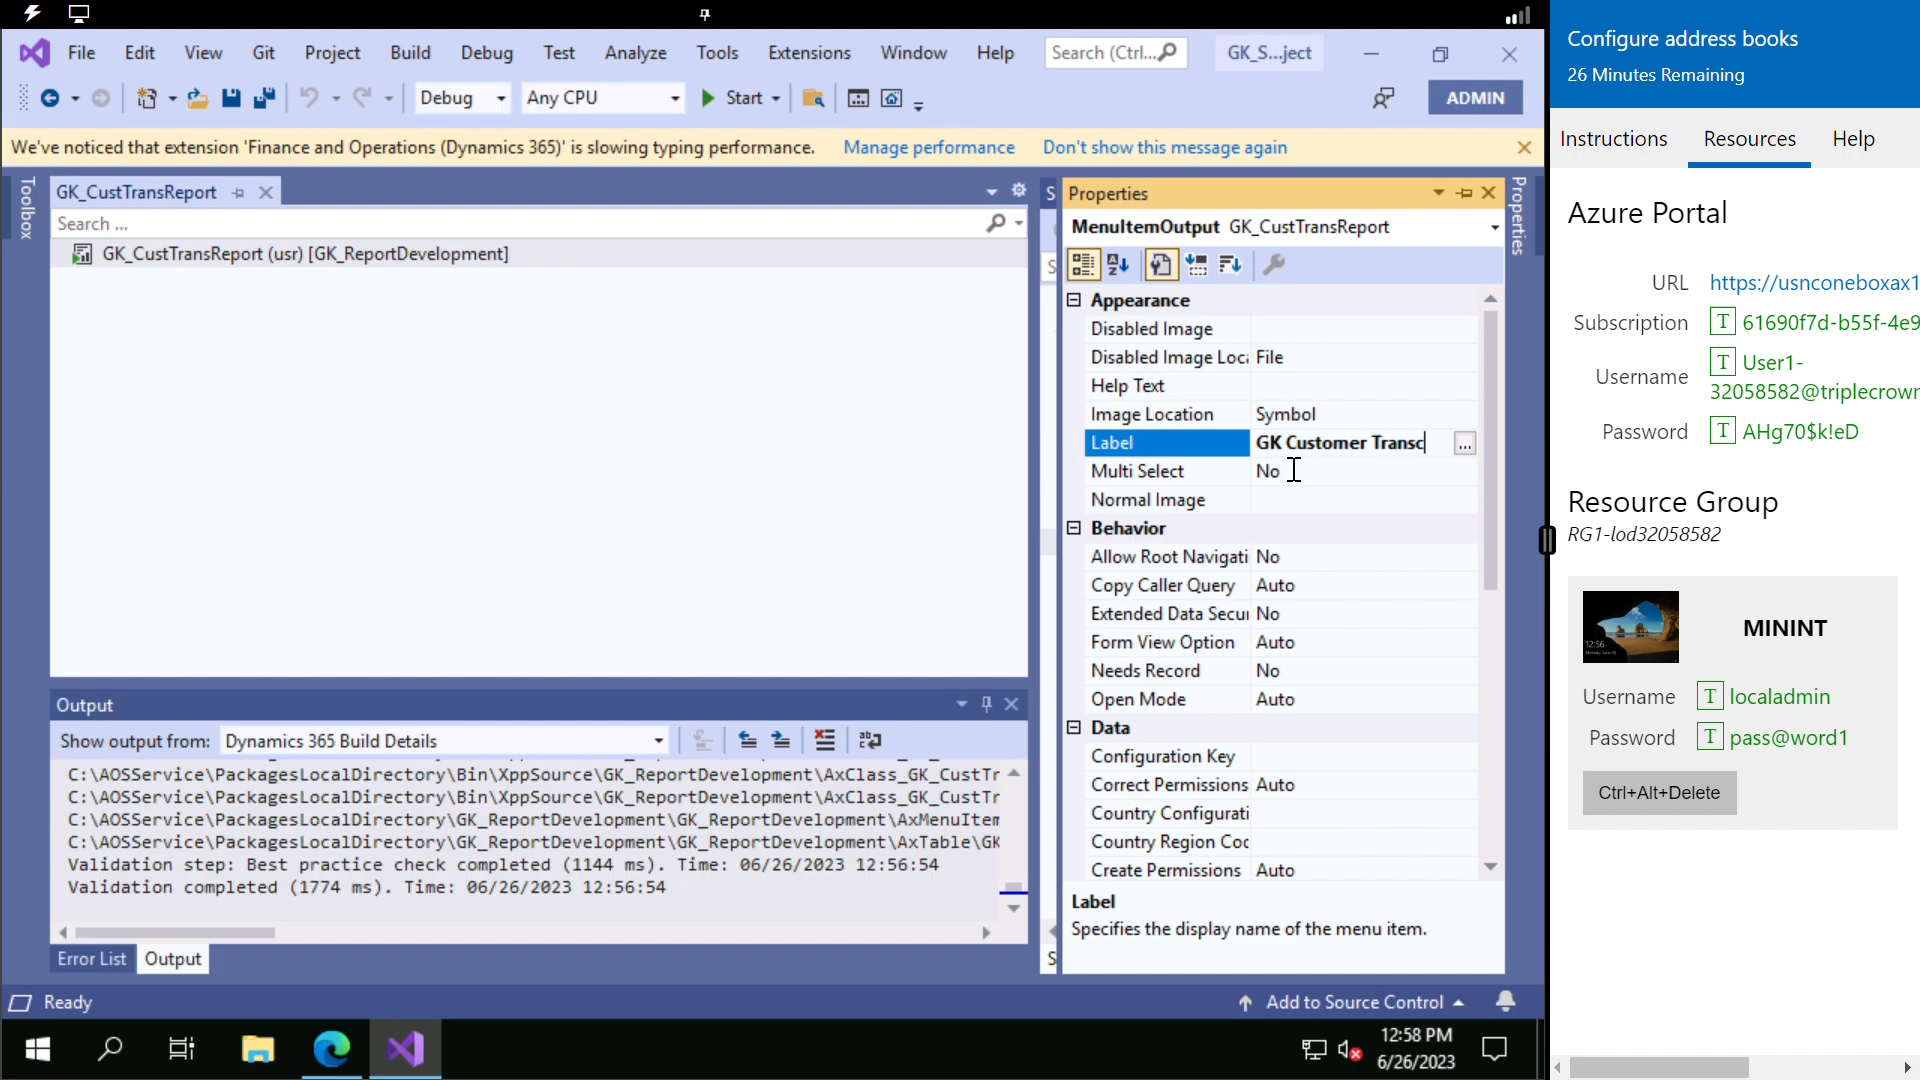 File Edit View Git Project Build Debug Test Analyze Tools Extensions Window Help Search (Ctrl... GK_S...ject
Debug Any CPU Start ADMIN
We've noticed that extension 'Finance and Operations (Dynamics 365)' is slowing typing performance. Manage performance Don't show this message again
Toolbox
GK_CustTransReport
Search ...
GK_CustTransReport (usr) [GK_ReportDevelopment]
Output
Show output from: Dynamics 365 Build Details
C:\AOSService\PackagesLocalDirectory\Bin\XppSource\GK_ReportDevelopment\AxClass_GK_CustTr
C:\AOSService\PackagesLocalDirectory\Bin\XppSource\GK_ReportDevelopment\AxClass_GK_CustTr
C:\AOSService\PackagesLocalDirectory\GK_ReportDevelopment\GK_ReportDevelopment\AxMenuItem
C:\AOSService\PackagesLocalDirectory\GK_ReportDevelopment\GK_ReportDevelopment\AxTable\GK
Validation step: Best practice check completed (1144 ms). Time: 06/26/2023 12:56:54
Validation completed (1774 ms). Time: 06/26/2023 12:56:54
Error List Output
S
S
S
Properties
MenuItemOutput GK_CustTransReport
Appearance
Disabled Image
Disabled Image Loca File
Help Text
Image Location Symbol
Label GK Customer Transc ...
Multi Select No
Normal Image
Behavior
Allow Root Navigati No
Copy Caller Query Auto
Extended Data Secu No
Form View Option Auto
Needs Record No
Open Mode Auto
Data
Configuration Key
Correct Permissions Auto
Country Configurati
Country Region Coc
Create Permissions Auto
Label
Specifies the display name of the menu item.
Properties
Ready Add to Source Control
12:58 PM
6/26/2023
Configure address books
26 Minutes Remaining
Instructions Resources Help
Azure Portal
URL https://usnconeboxax1
Subscription T 61690f7d-b55f-4e9
Username T User1-
32058582@triplecrown
Password T AHg70$k!eD
Resource Group
RG1-lod32058582
12:56
MININT
Username T localadmin
Password T pass@word1
Ctrl+Alt+Delete